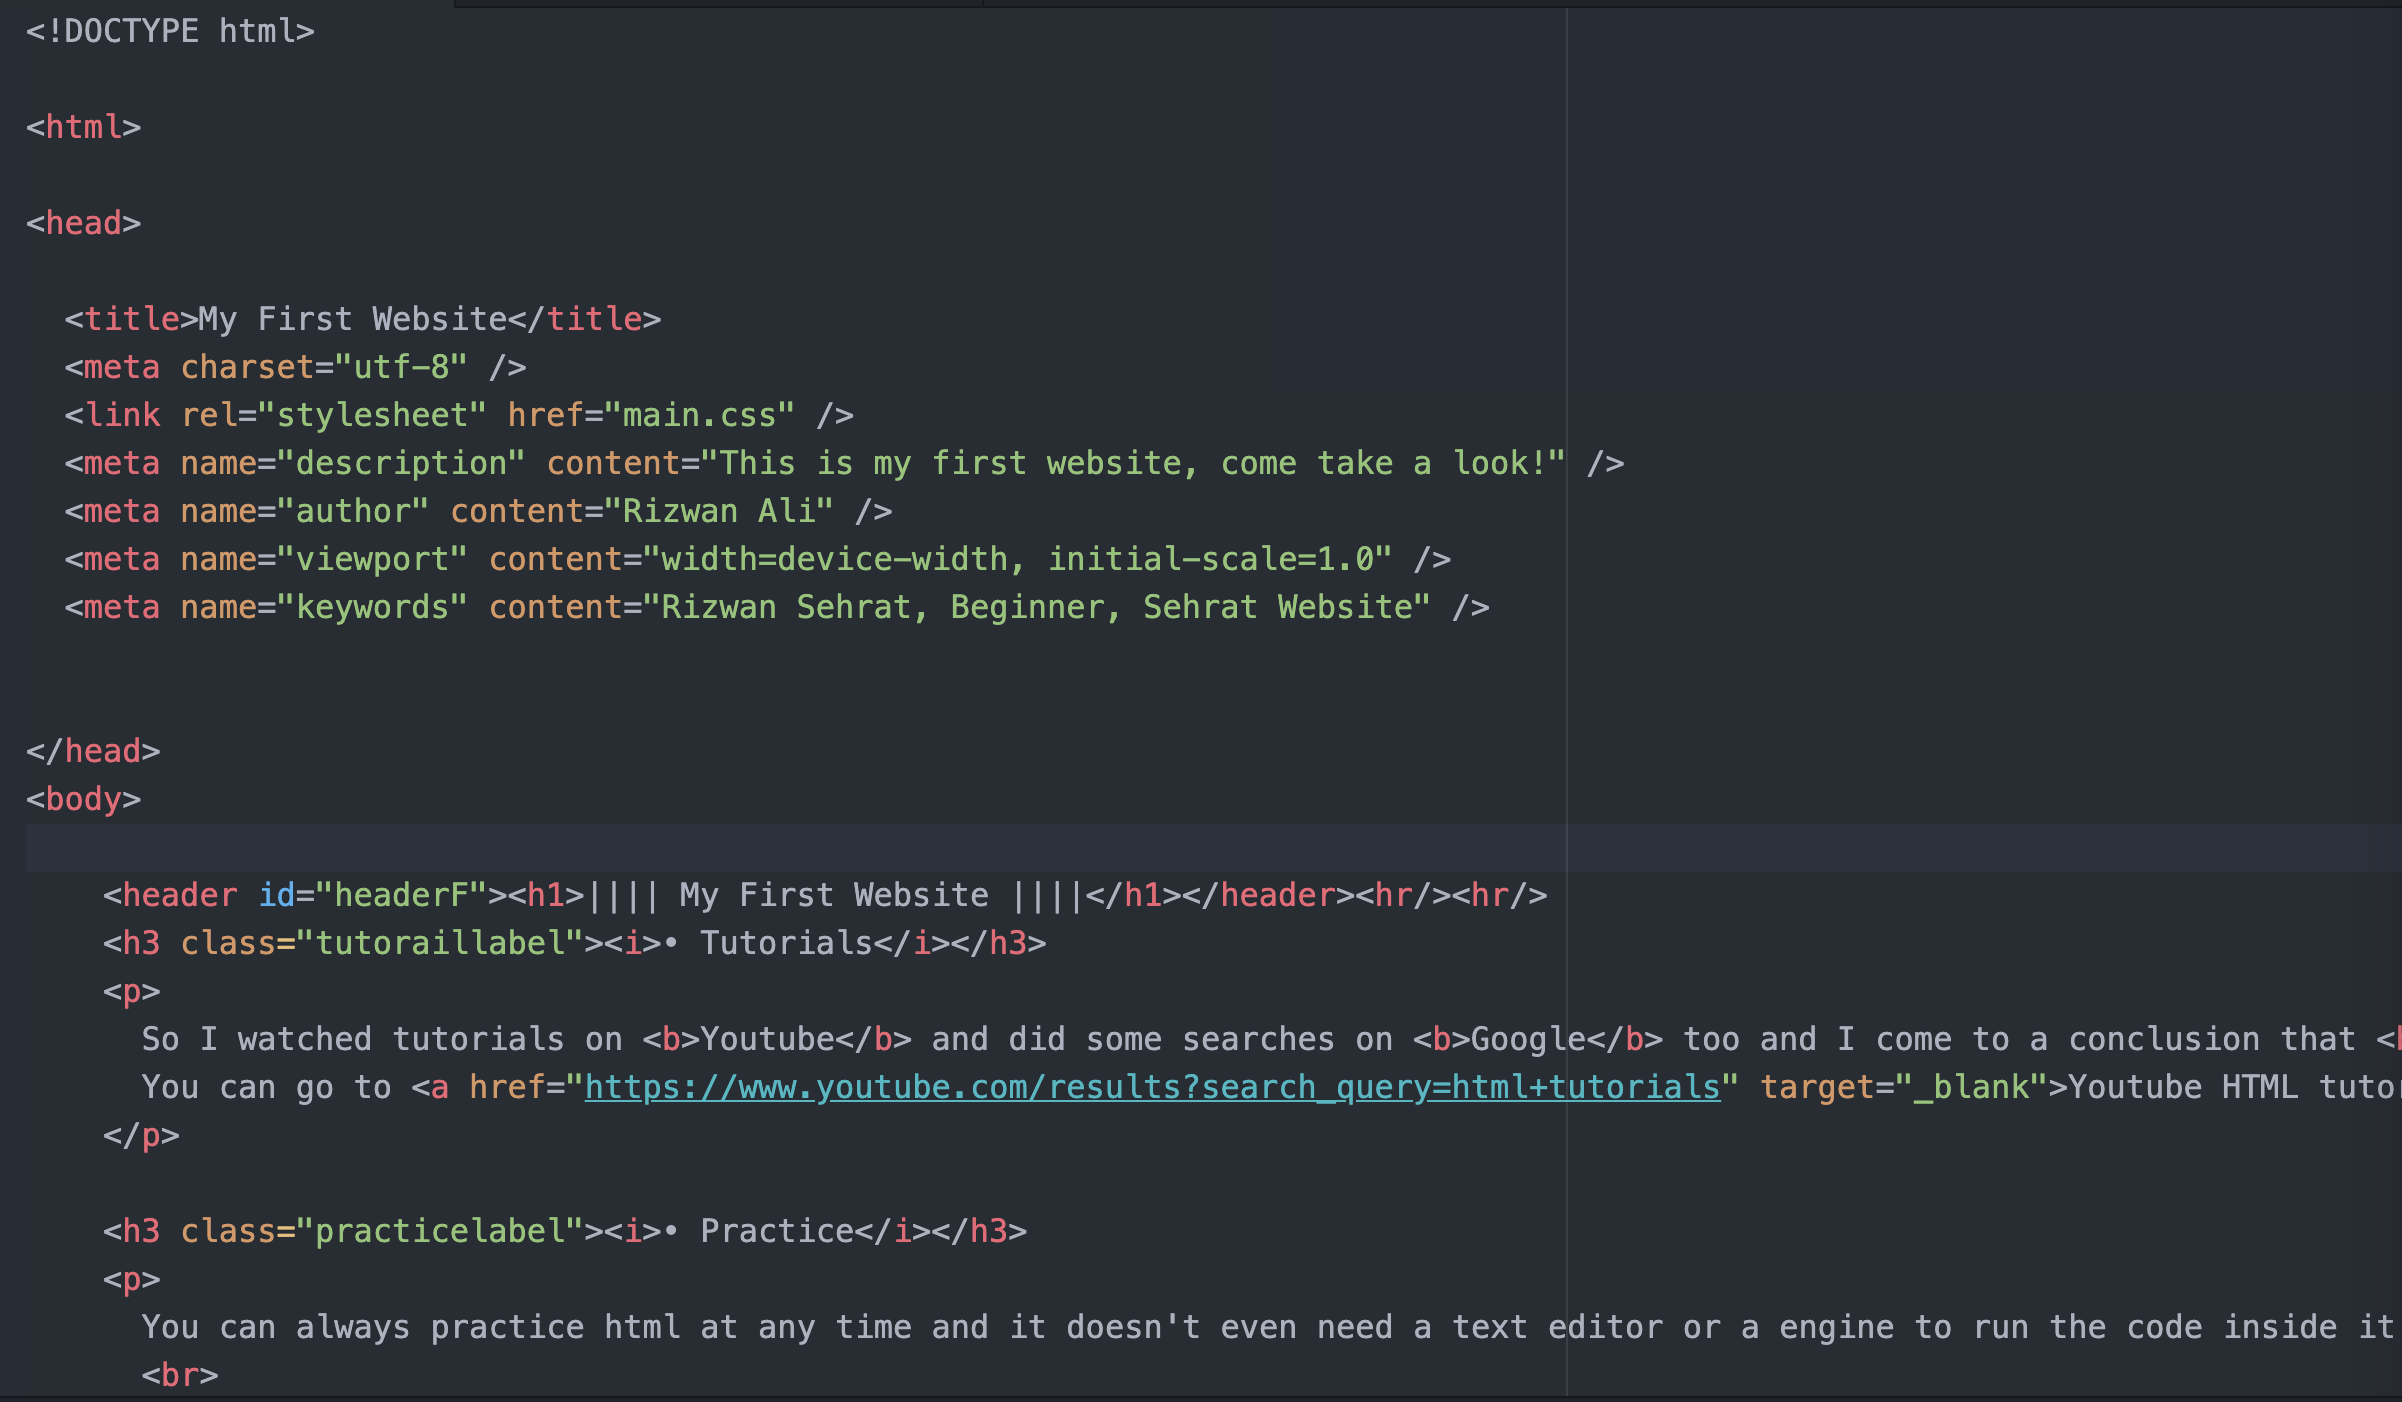 <!DOCTYPE html>
<html>
<head>
<title>My First Website</title>
<meta charset="utf-8" />
<link rel="stylesheet" href="main.css" />
<meta name="description" content="This is my first website, come take a look!" />
<meta name="author" content="Rizwan Ali" />
<meta name="viewport" content="width=device-width, initial-scale=1.0" />
<meta name="keywords" content="Rizwan Sehrat, Beginner, Sehrat Website" />
</head>
<body>
<header id="headerF"><h1>|||| My First Website ||||</h1></header><hr/><hr/>
<h3 class="tutoraillabel"><i>• Tutorials</i></h3>
<p>
So I watched tutorials on <b>Youtube</b> and did some searches on <b>Google</b> too and I come to a conclusion that <
You can go to <a href="https://www.youtube.com/results?search_query=html+tutorials" target="_blank">Youtube HTML tuto
</p>
<h3 class="practicelabel"><i>• Practice</i></h3>
<p>
You can always practice html at any time and it doesn't even need a text editor or a engine to run the code inside it
<br>